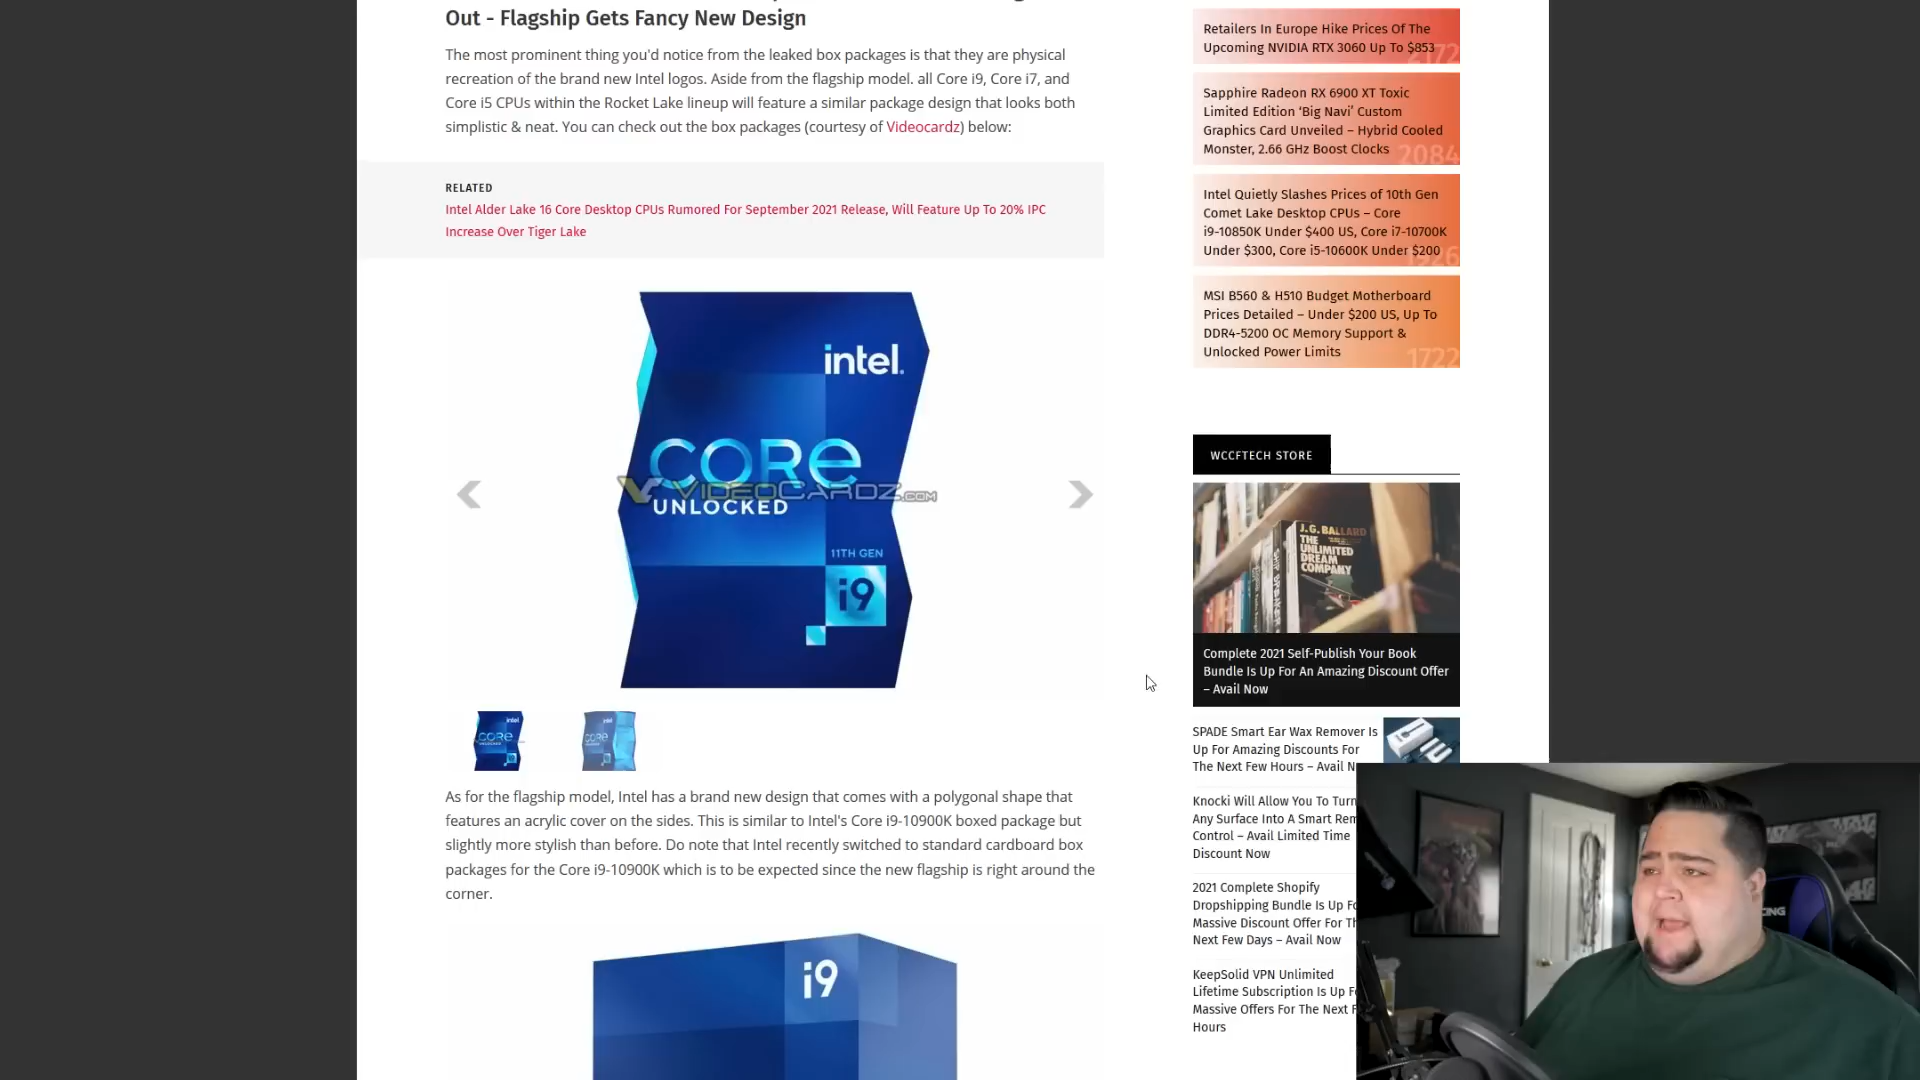 Out - Flagship Gets Fancy New Design
The most prominent thing you'd notice from the leaked box packages is that they are physical
recreation of the brand new Intel logos. Aside from the flagship model. all Core i9, Core i7, and
Core i5 CPUs within the Rocket Lake lineup will feature a similar package design that looks both
simplistic & neat. You can check out the box packages (courtesy of Videocardz) below:
RELATED
Intel Alder Lake 16 Core Desktop CPUs Rumored For September 2021 Release, Will Feature Up To 20% IPC
Increase Over Tiger Lake
intel.
CORE
VIDEOCARDZ.COM
UNLOCKED
11TH GEN
i9
intel
CORE
intel
CORE
As for the flagship model, Intel has a brand new design that comes with a polygonal shape that
features an acrylic cover on the sides. This is similar to Intel's Core i9-10900K boxed package but
slightly more stylish than before. Do note that Intel recently switched to standard cardboard box
packages for the Core i9-10900K which is to be expected since the new flagship is right around the
corner.
i9
Retailers In Europe Hike Prices Of The
Upcoming NVIDIA RTX 3060 Up To $853
2172
Sapphire Radeon RX 6900 XT Toxic
Limited Edition ‘Big Navi’ Custom
Graphics Card Unveiled – Hybrid Cooled
Monster, 2.66 GHz Boost Clocks
2084
Intel Quietly Slashes Prices of 10th Gen
Comet Lake Desktop CPUs – Core
i9-10850K Under $400 US, Core i7-10700K
Under $300, Core i5-10600K Under $200
1926
MSI B560 & H510 Budget Motherboard
Prices Detailed – Under $200 US, Up To
DDR4-5200 OC Memory Support &
Unlocked Power Limits
1722
WCCFTECH STORE
J.G. BALLARD
THE
UNLIMITED
DREAM
COMPANY
Complete 2021 Self-Publish Your Book
Bundle Is Up For An Amazing Discount Offer
– Avail Now
SPADE Smart Ear Wax Remover Is
Up For Amazing Discounts For
The Next Few Hours – Avail N
Knocki Will Allow You To Turn
Any Surface Into A Smart Rem
Control – Avail Limited Time
Discount Now
2021 Complete Shopify
Dropshipping Bundle Is Up Fo
Massive Discount Offer For Th
Next Few Days – Avail Now
KeepSolid VPN Unlimited
Lifetime Subscription Is Up F
Massive Offers For The Next F
Hours
CING